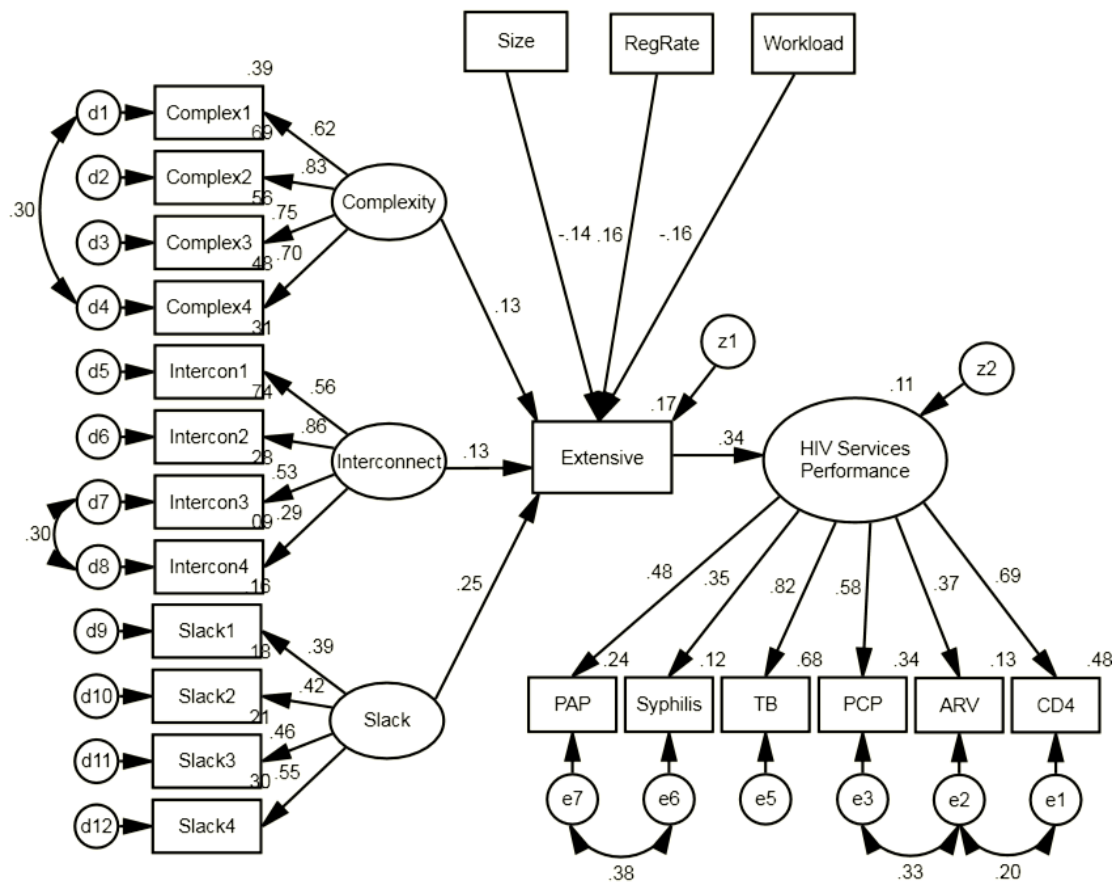 Size
RegRate
Workload
.39
d1
Complex1
.69
.62
d2
Complex2
.83
.56
Complexity
.30
.75
d3
Complex3
.48
.70
-.14
.16
-.16
d4
Complex4
.31
.13
z1
d5
Intercon1
.74
.56
z2
.11
.17
d6
Intercon2
.86
.28
Interconnect
.13
Extensive
.34
HIV Services
Performance
.53
d7
Intercon3
.09
.29
.30
d8
Intercon4
.16
.25
.48
.35
.82
.58
.37
.69
d9
Slack1
.18
.39
.24
.12
.68
.34
.13
.48
d10
Slack2
.42
.21
Slack
PAP
Syphilis
TB
PCP
ARV
CD4
.46
d11
Slack3
.30
.55
d12
Slack4
e7
e6
e5
e3
e2
e1
.38
.33
.20